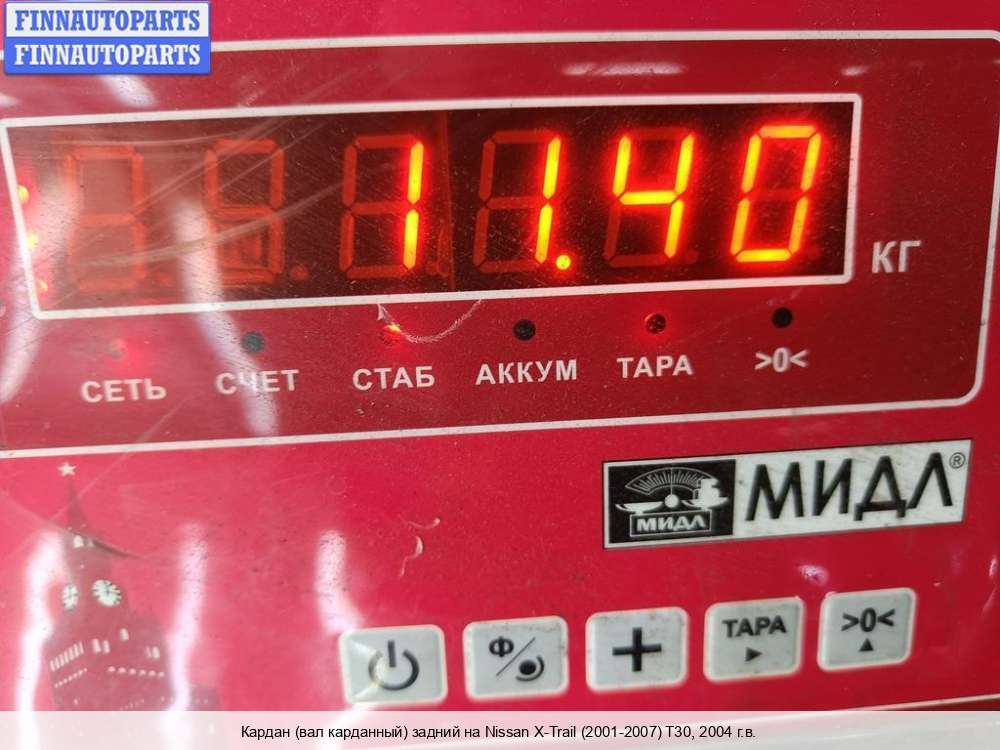 FINNAUTOPARTS
FINNAUTOPARTS
11.40
КГ
СЕТЬ СЧЕТ СТАБ АККУМ ТАРА >0<
МИДЛ МИДЛ®
Ф ТАРА >0<
Кардан (вал карданный) задний на Nissan X-Trail (2001-2007) T30, 2004 г.в.